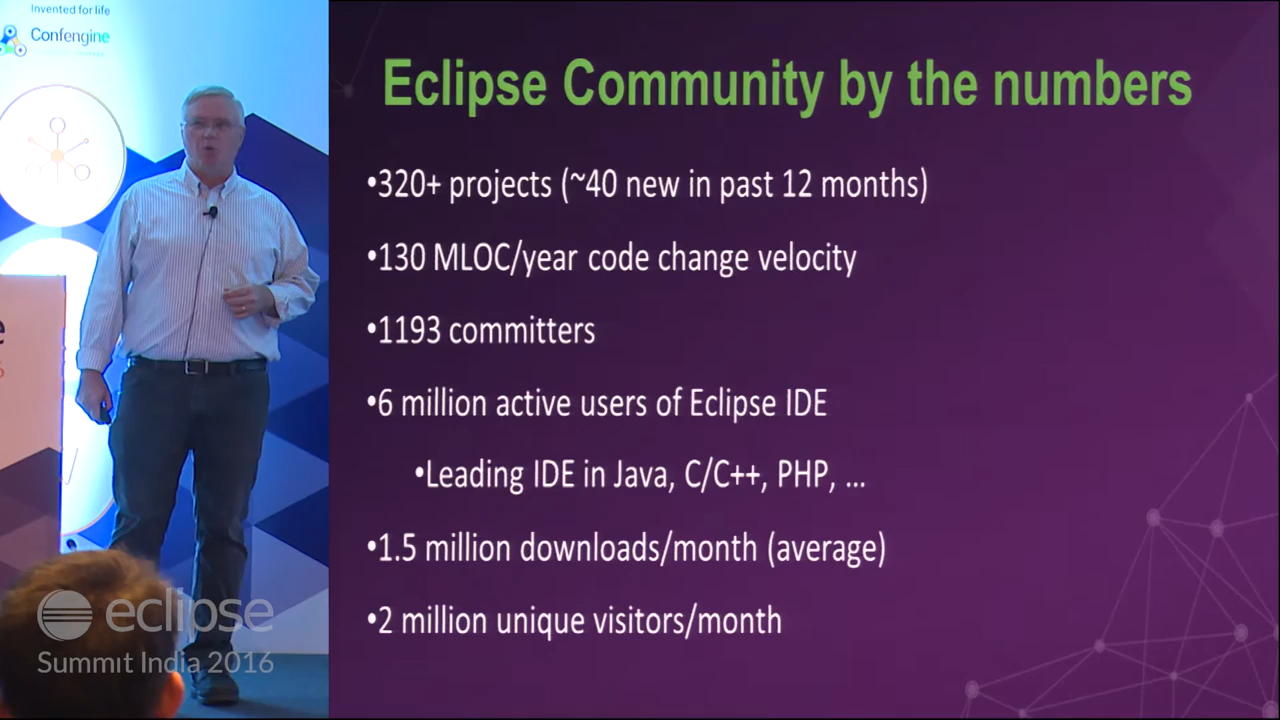 Invented for life
Confengine
Eclipse Community by the numbers
•320+ projects (~40 new in past 12 months)
•130 MLOC/year code change velocity
•1193 committers
•6 million active users of Eclipse IDE
•Leading IDE in Java, C/C++, PHP, ...
•1.5 million downloads/month (average)
•2 million unique visitors/month
eclipse
Summit India 2016